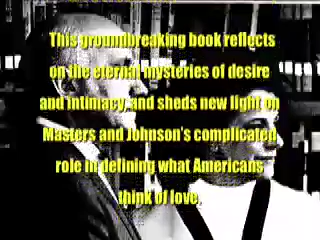 This groundbreaking book reflects
on the eternal mysteries of desire
and intimacy, and sheds new light on
Masters and Johnson's complicated
role in defining what Americans
think of love.